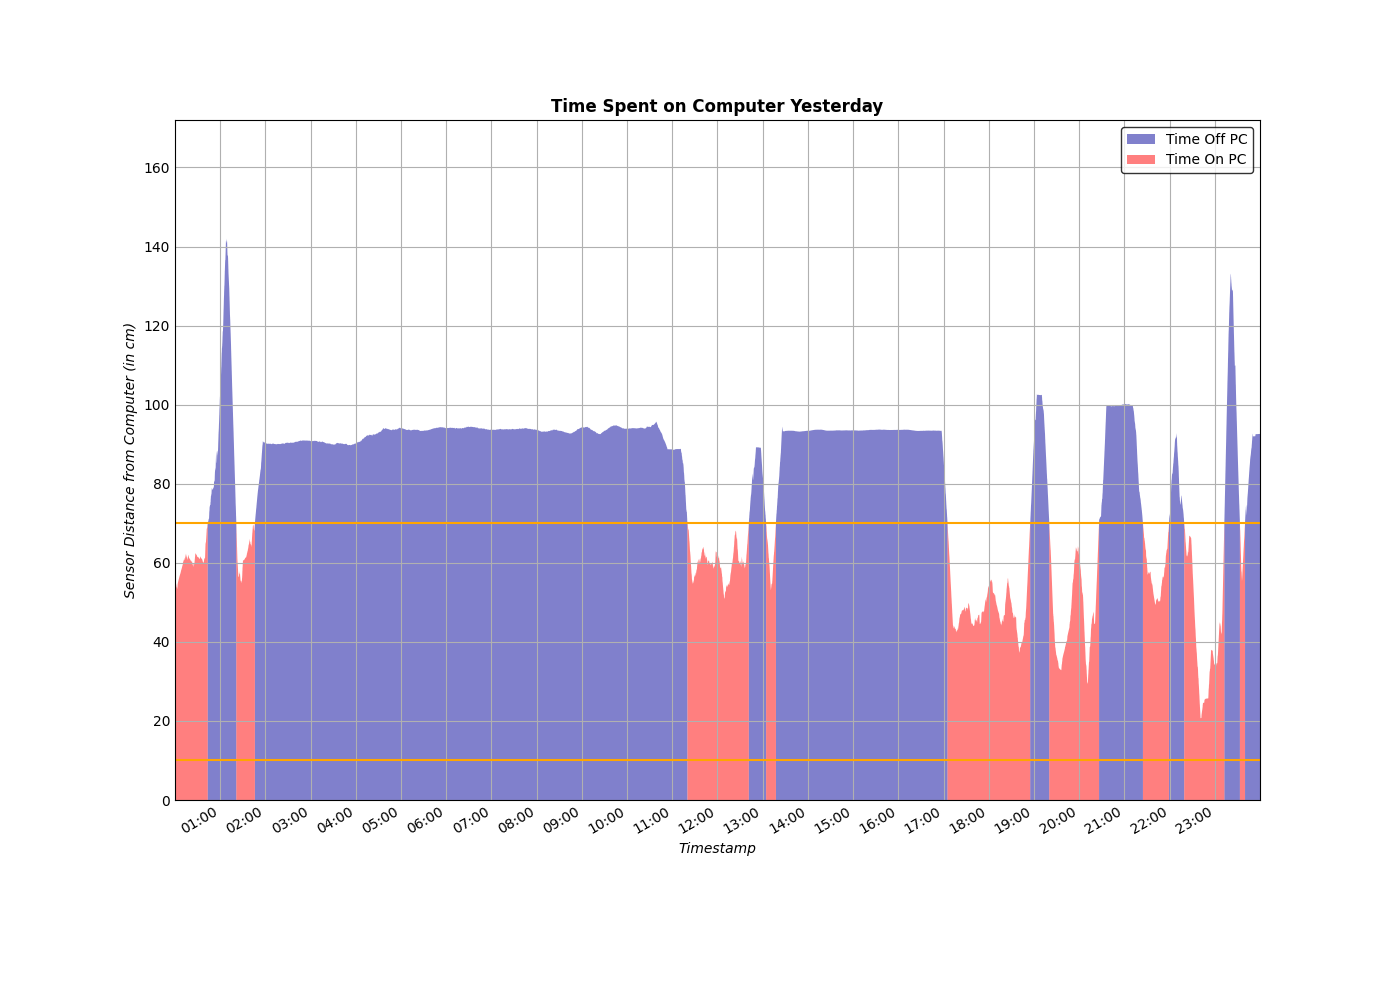 Time Spent on Computer Yesterday
Time Off PC
Time On PC
Sensor Distance from Computer (in cm)
160
140
120
100
80
60
40
20
0
01:00 02:00 03:00 04:00 05:00 06:00 07:00 08:00 09:00 10:00 11:00 12:00 13:00 14:00 15:00 16:00 17:00 18:00 19:00 20:00 21:00 22:00 23:00
Timestamp